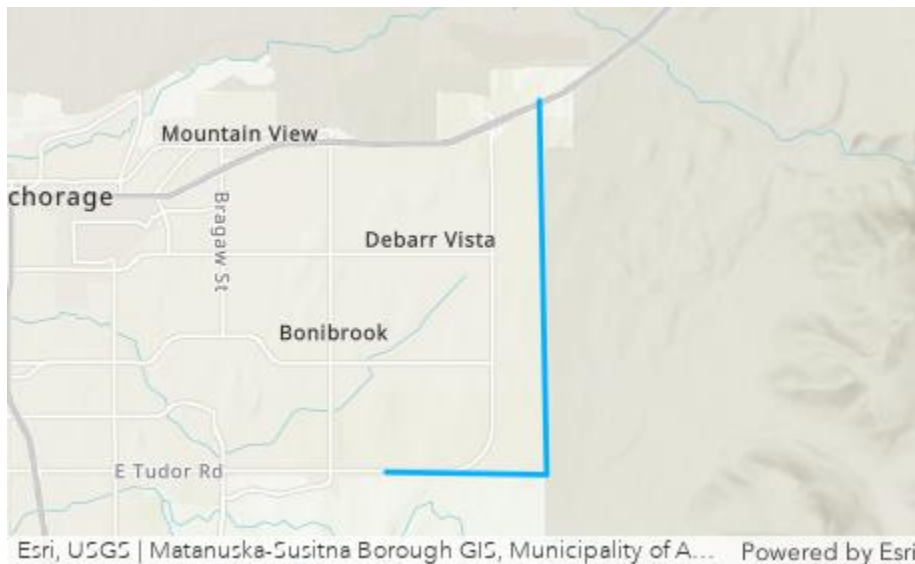 Mountain View
chorage
Bragaw St
Debarr Vista
Bonibrook
E Tudor Rd
Esri, USGS | Matanuska-Susitna Borough GIS, Municipality of A... Powered by Esri